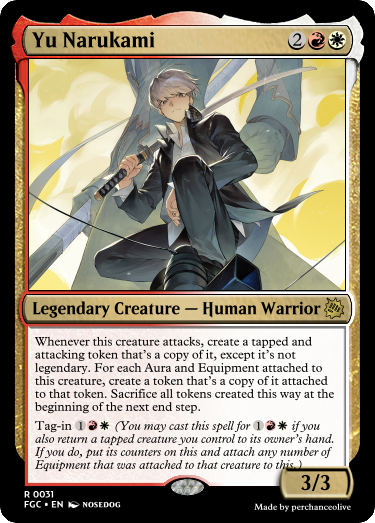 Yu Narukami 2
Legendary Creature — Human Warrior
Whenever this creature attacks, create a tapped and
attacking token that's a copy of it, except it's not
legendary. For each Aura and Equipment attached to
this creature, create a token that's a copy of it attached
to that token. Sacrifice all tokens created this way at the
beginning of the next end step.
Tag-in 1 (You may cast this spell for 1 if you
also return a tapped creature you control to its owner's hand.
If you do, put its counters on this and attach any number of
Equipment that was attached to that creature to this.)
3/3
R 0031
FGC • EN NOSEDOG
Made by perchanceolive